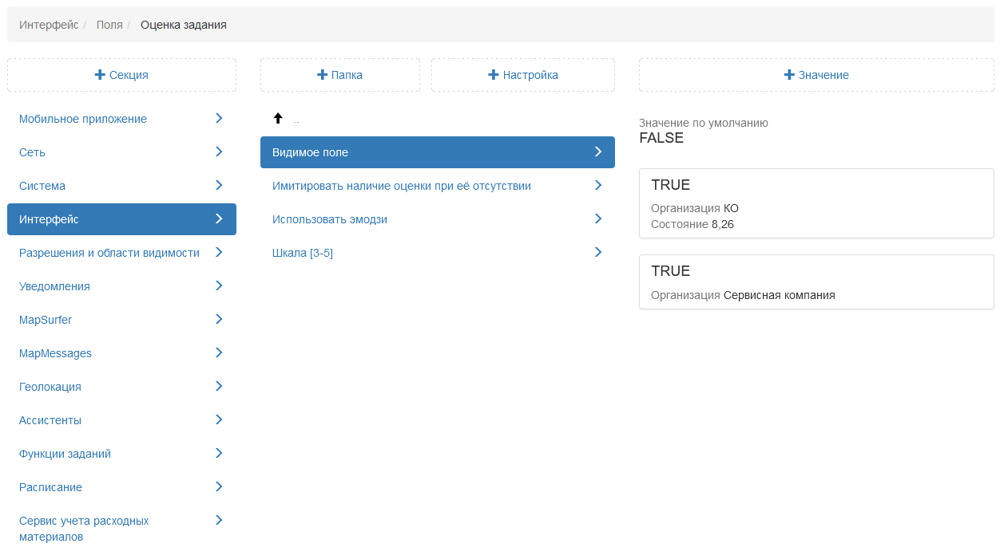 Интерфейс / Поля / Оценка задания
Секция
Папка
Настройка
Значение
Мобильное приложение
Сеть
Система
Интерфейс
Разрешения и области видимости
Уведомления
MapSurfer
MapMessages
Геолокация
Ассистенты
Функции заданий
Расписание
Сервис учета расходных
материалов
..
Видимое поле
Имитировать наличие оценки при её отсутствии
Использовать эмодзи
Шкала [3-5]
Значение по умолчанию
FALSE
TRUE
Организация КО
Состояние 8,26
TRUE
Организация Сервисная компания